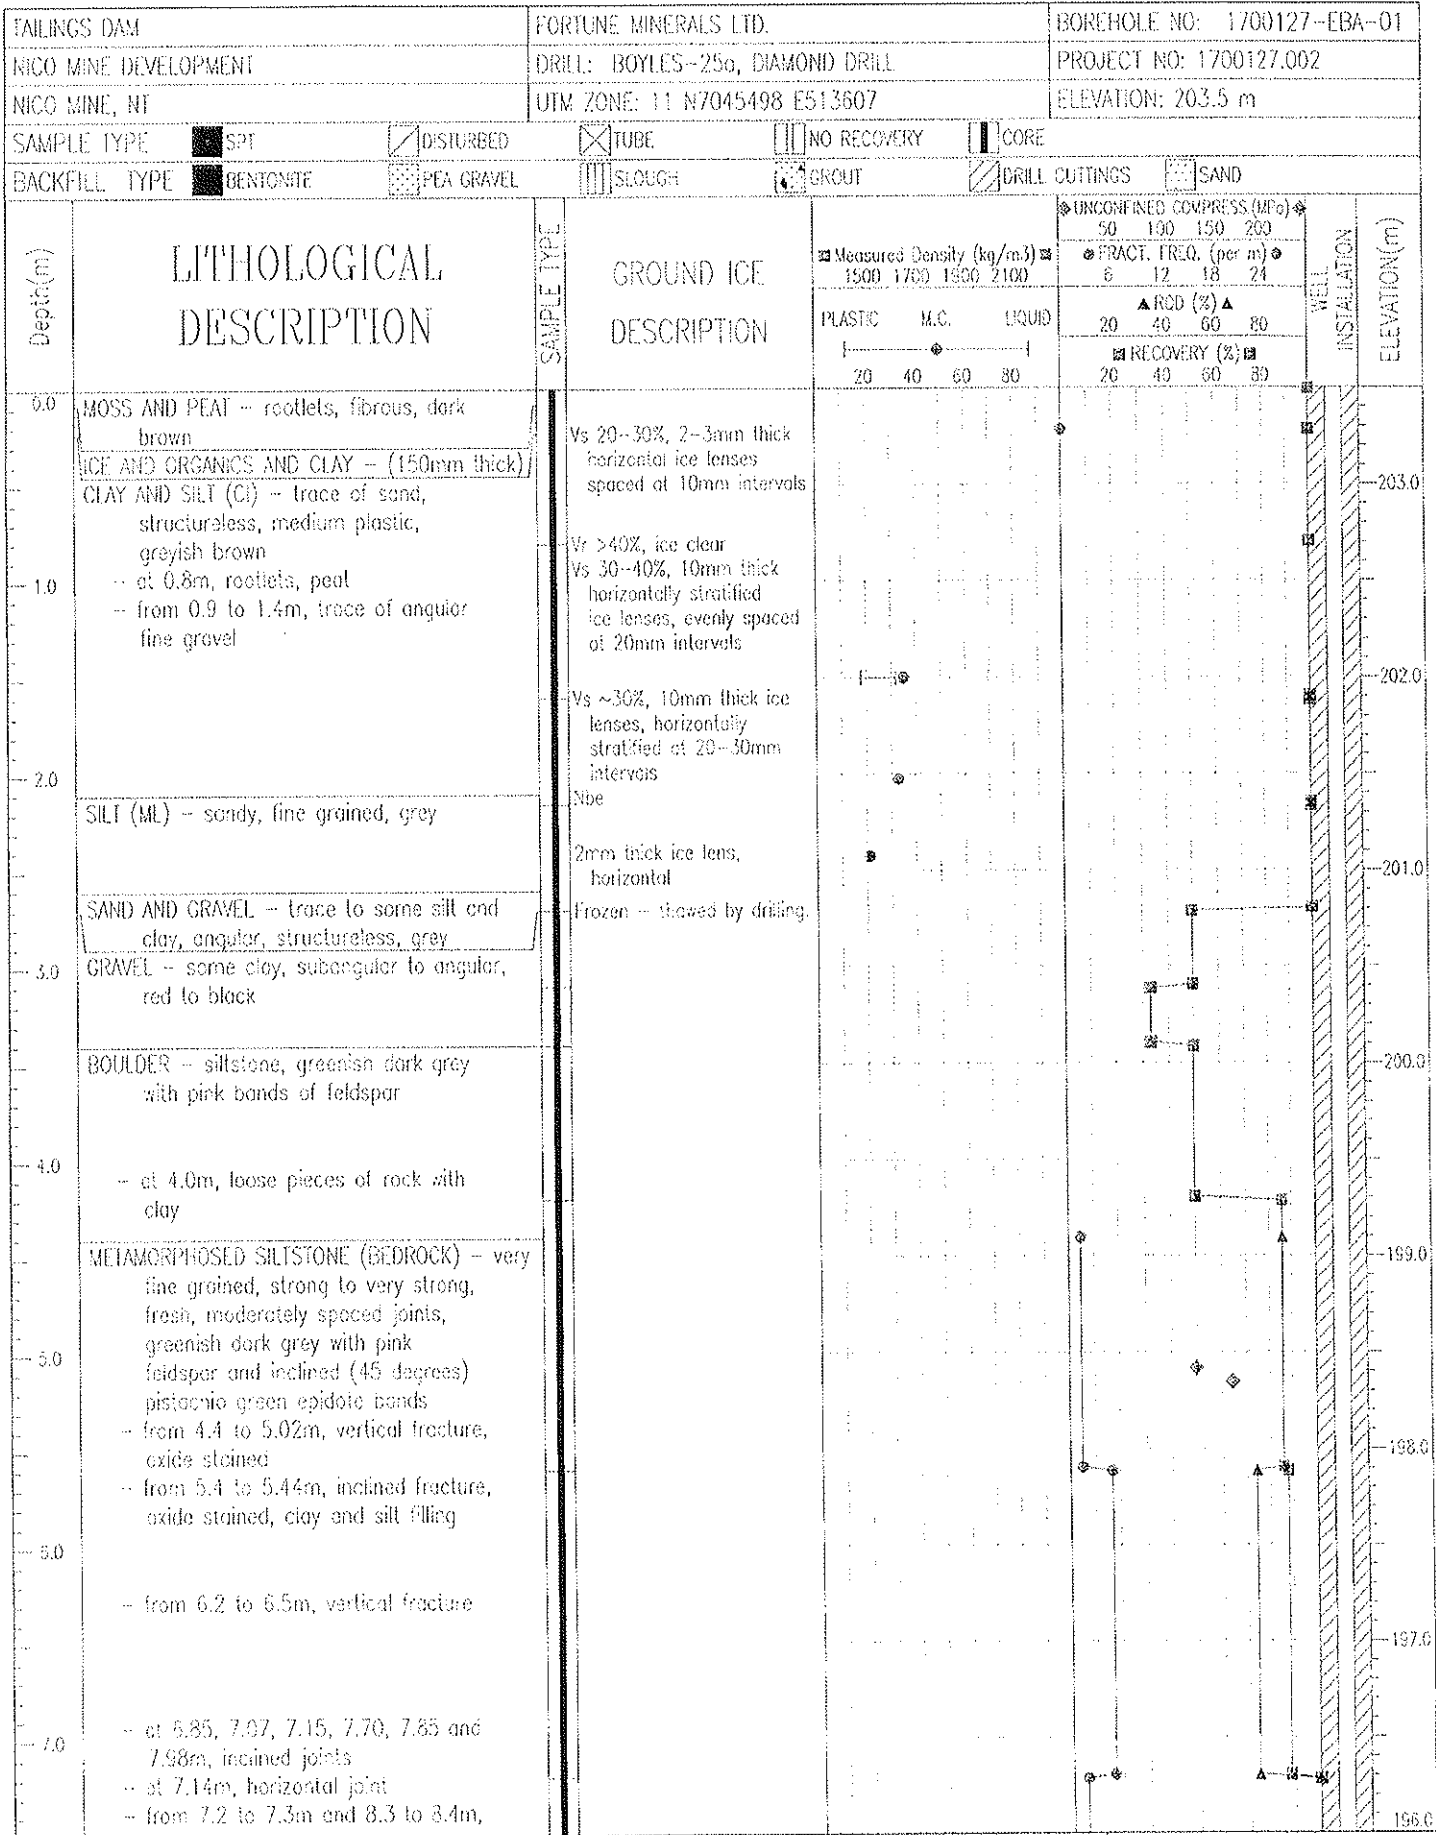 TAILINGS DAM
FORTUNE MINERALS LTD.
BOREHOLE NO: 1700127-EBA-01
NICO MINE DEVELOPMENT
DRILL: BOYLES-25a, DIAMOND DRILL
PROJECT NO: 1700127.002
NICO MINE, NT
UTM ZONE: 11 N7045498 E513607
ELEVATION: 203.5 m
SAMPLE TYPE SPT DISTURBED TUBE NO RECOVERY CORE
BACKFILL TYPE BENTONITE PEA GRAVEL SLOUGH GROUT DRILL CUTTINGS SAND
Depth(m)
LITHOLOGICAL
DESCRIPTION
SAMPLE TYPE
GROUND ICE
DESCRIPTION
Measured Density (kg/m3)
1500 1700 1900 2100
PLASTIC M.C. LIQUID
20 40 60 80
UNCONFINED COMPRESS.(MPa)
50 100 150 200
FRACT. FREQ. (per m)
6 12 18 24
RQD (%)
20 40 60 80
RECOVERY (%)
20 40 60 80
WELL
INSTALLATION
ELEVATION(m)
0.0
1.0
2.0
3.0
4.0
5.0
6.0
7.0
MOSS AND PEAT - rootlets, fibrous, dark
brown
ICE AND ORGANICS AND CLAY - (150mm thick)
CLAY AND SILT (CI) - trace of sand,
structureless, medium plastic,
greyish brown
- at 0.8m, rootlets, peat
- from 0.9 to 1.4m, trace of angular
fine gravel
SILT (ML) - sandy, fine grained, grey
SAND AND GRAVEL - trace to some silt and
clay, angular, structureless, grey
GRAVEL - some clay, subangular to angular,
red to black
BOULDER - siltstone, greenish dark grey
with pink bands of feldspar
- at 4.0m, loose pieces of rock with
clay
METAMORPHOSED SILTSTONE (BEDROCK) - very
fine grained, strong to very strong,
fresh, moderately spaced joints,
greenish dark grey with pink
feldspar and inclined (45 degrees)
pistachio green epidote bands
- from 4.4 to 5.02m, vertical fracture,
oxide stained
- from 5.4 to 5.44m, inclined fracture,
oxide stained, clay and silt filling
- from 6.2 to 6.5m, vertical fracture
- at 6.85, 7.07, 7.15, 7.70, 7.85 and
7.98m, inclined joints
- at 7.14m, horizontal joint
- from 7.2 to 7.3m and 8.3 to 8.4m,
Vs 20-30%, 2-3mm thick
horizontal ice lenses
spaced at 10mm intervals
Vr >40%, ice clear
Vs 30-40%, 10mm thick
horizontally stratified
ice lenses, evenly spaced
at 20mm intervals
Vs ~30%, 10mm thick ice
lenses, horizontally
stratified at 20-30mm
intervals
Nbe
2mm thick ice lens,
horizontal
Frozen - thawed by drilling.
203.0
202.0
201.0
200.0
199.0
198.0
197.0
196.0